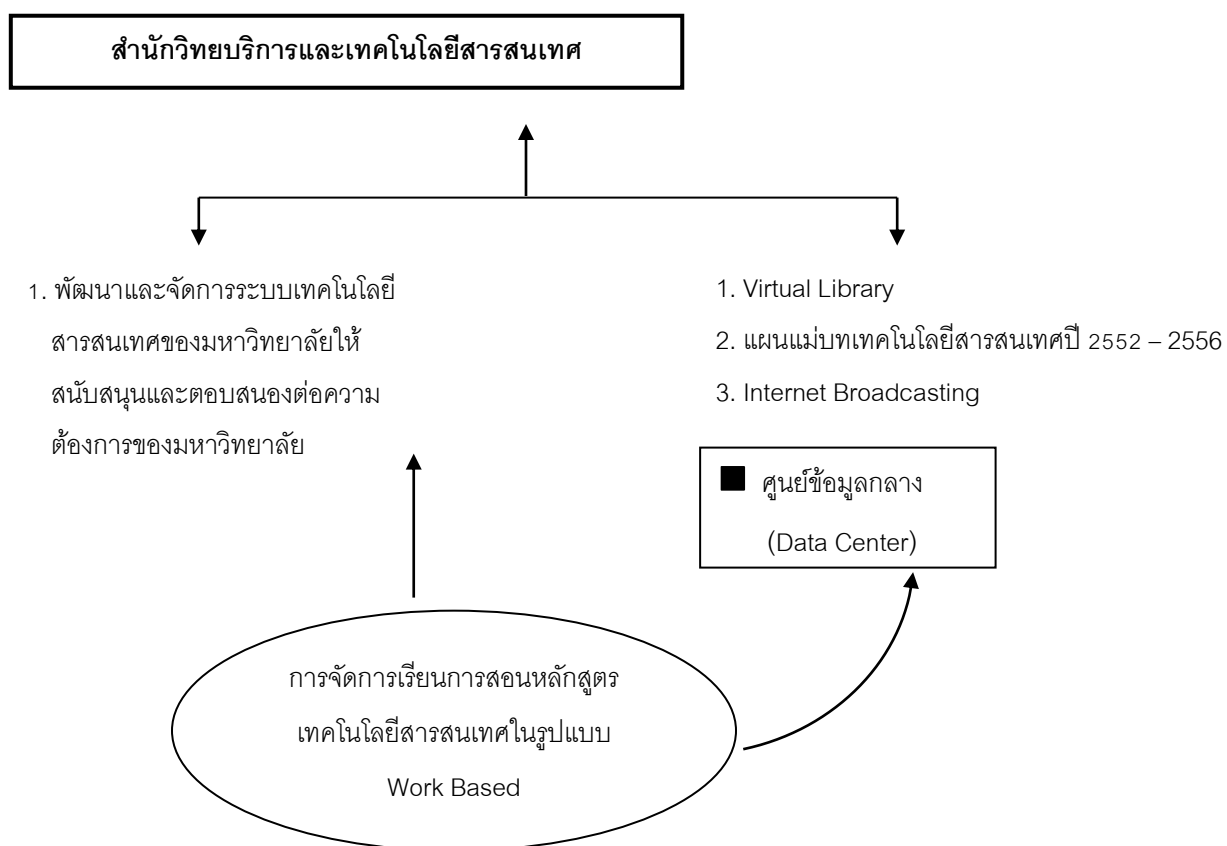 สำนักวิทยบริการและเทคโนโลยีสารสนเทศ
1. พัฒนาและจัดการระบบเทคโนโลยี
สารสนเทศของมหาวิทยาลัยให้
สนับสนุนและตอบสนองต่อความ
ต้องการของมหาวิทยาลัย
1. Virtual Library
2. แผนแม่บทเทคโนโลยีสารสนเทศปี 2552 – 2556
3. Internet Broadcasting
ศูนย์ข้อมูลกลาง
(Data Center)
การจัดการเรียนการสอนหลักสูตร
เทคโนโลยีสารสนเทศในรูปแบบ
Work Based